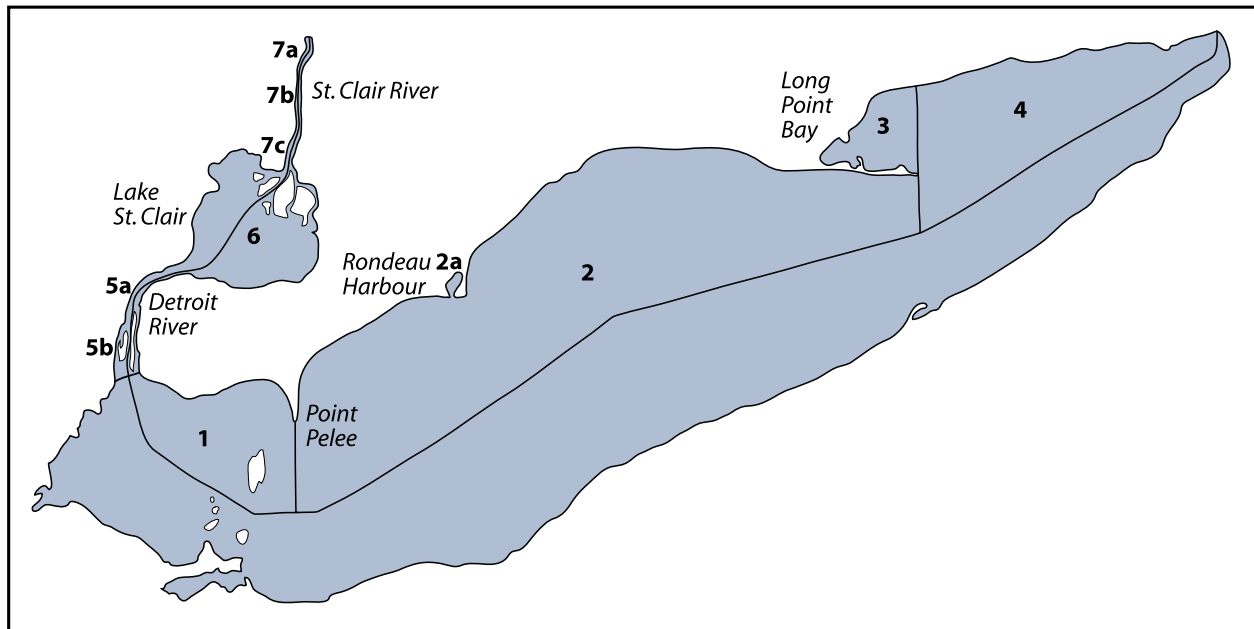 7a
7b
St. Clair River
7c
Lake
St. Clair
6
5a
Detroit
River
5b
1
Point
Pelee
Rondeau
Harbour
2a
2
Long
Point
Bay
3
4